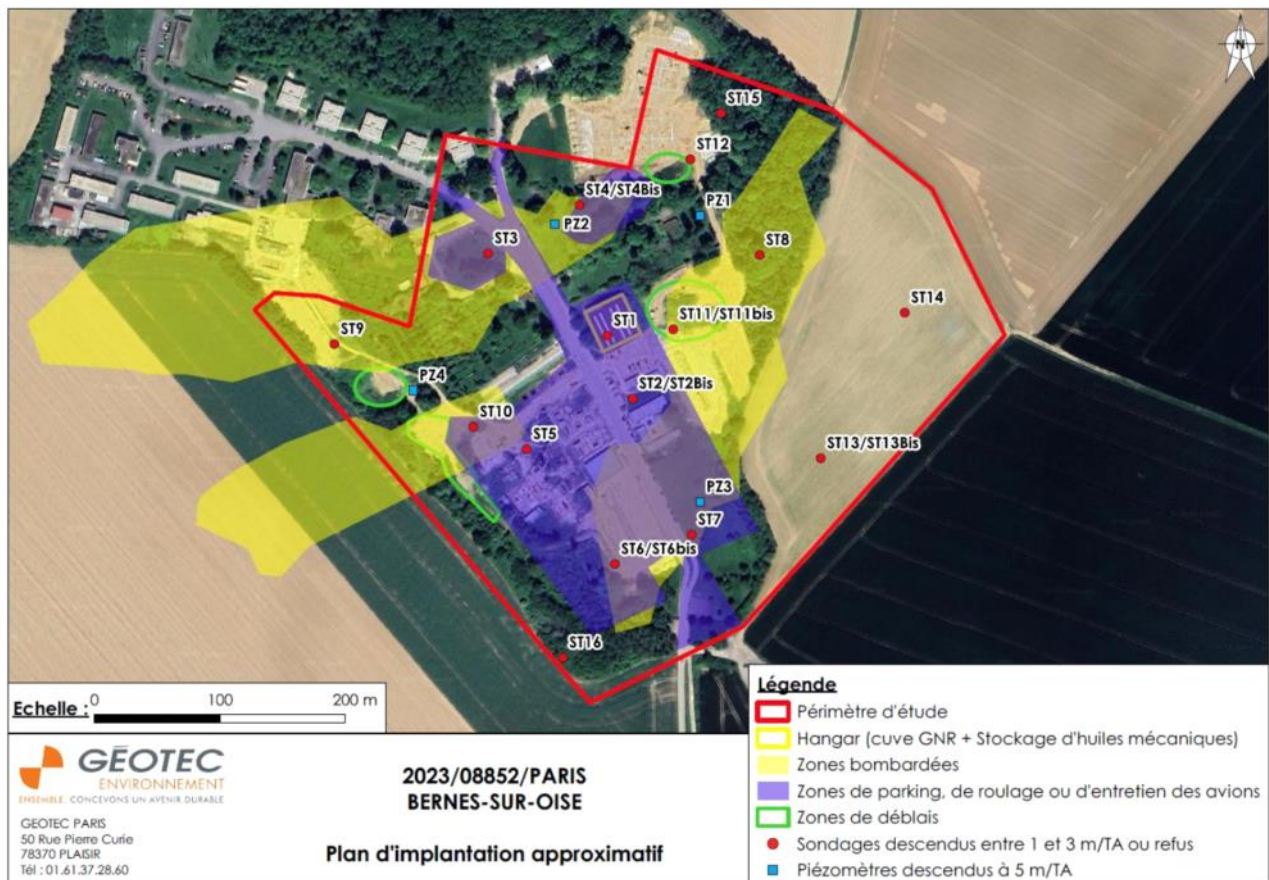 N
ST15
ST12
ST4/ST4Bis
PZ1
PZ2
ST3
ST8
ST14
ST1
ST11/ST11bis
ST9
PZ4
ST2/ST2Bis
ST10
ST5
ST13/ST13Bis
PZ3
ST7
ST6/ST6bis
ST16
Echelle : 0 100 200 m
Légende
Périmètre d'étude
Hangar (cuve GNR + Stockage d'huiles mécaniques)
Zones bombardées
Zones de parking, de roulage ou d'entretien des avions
Zones de déblais
Sondages descendus entre 1 et 3 m/TA ou refus
Piézomètres descendus à 5 m/TA
GÉOTEC
ENVIRONNEMENT
ENSEMBLE, CONCEVONS UN AVENIR DURABLE
GEOTEC PARIS
50 Rue Pierre Curie
78370 PLAISIR
Tél : 01.61.37.28.60
2023/08852/PARIS
BERNES-SUR-OISE
Plan d'implantation approximatif